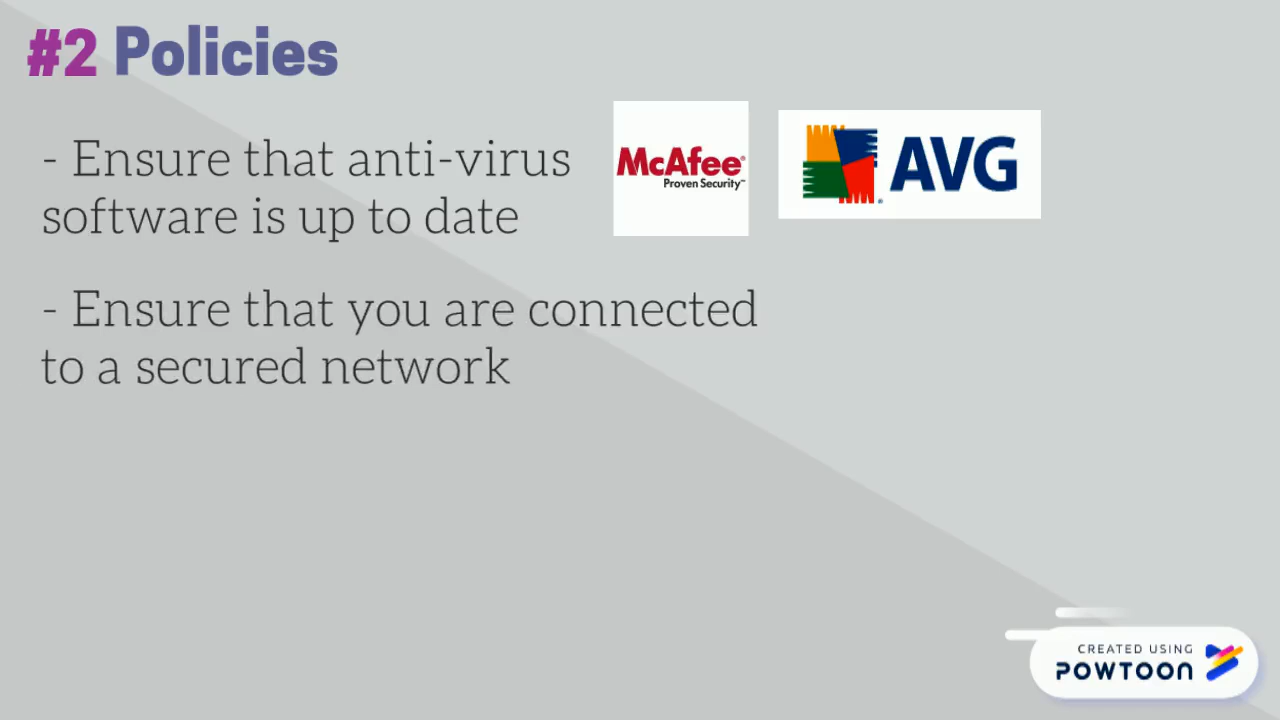 #2 Policies
- Ensure that anti-virus
software is up to date
McAfee®
Proven Security™
AVG
®
- Ensure that you are connected
to a secured network
CREATED USING
POWTOON